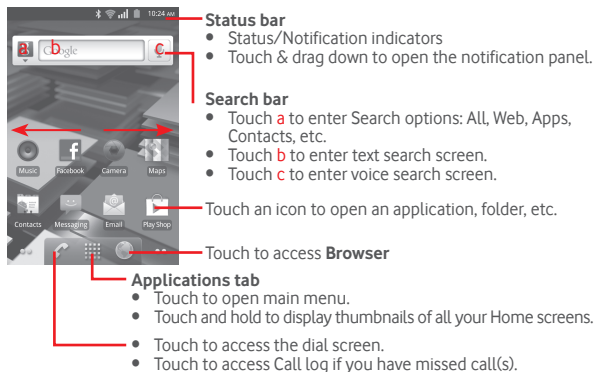 10:24 AM
a
b
Google
c
Music
Facebook
Camera
Maps
Contacts
Messaging
Email
Play Shop
Status bar
• Status/Notification indicators
• Touch & drag down to open the notification panel.
Search bar
• Touch a to enter Search options: All, Web, Apps,
Contacts, etc.
• Touch b to enter text search screen.
• Touch c to enter voice search screen.
Touch an icon to open an application, folder, etc.
Touch to access Browser
Applications tab
• Touch to open main menu.
• Touch and hold to display thumbnails of all your Home screens.
• Touch to access the dial screen.
• Touch to access Call log if you have missed call(s).